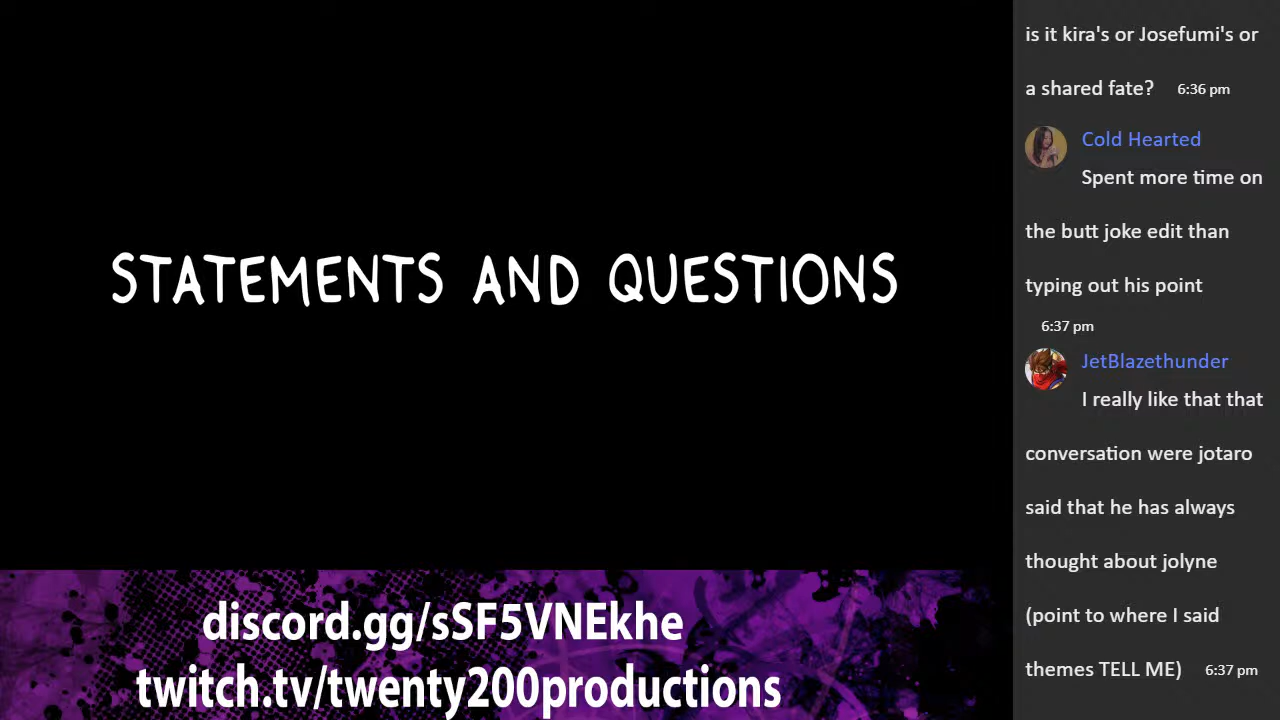 STATEMENTS AND QUESTIONS
discord.gg/sSF5VNEkhe
twitch.tv/twenty200productions
is it kira's or Josefumi's or
a shared fate? 6:36 pm
Cold Hearted
Spent more time on
the butt joke edit than
typing out his point
6:37 pm
JetBlazethunder
I really like that that
conversation were jotaro
said that he has always
thought about jolyne
(point to where I said
themes TELL ME) 6:37 pm